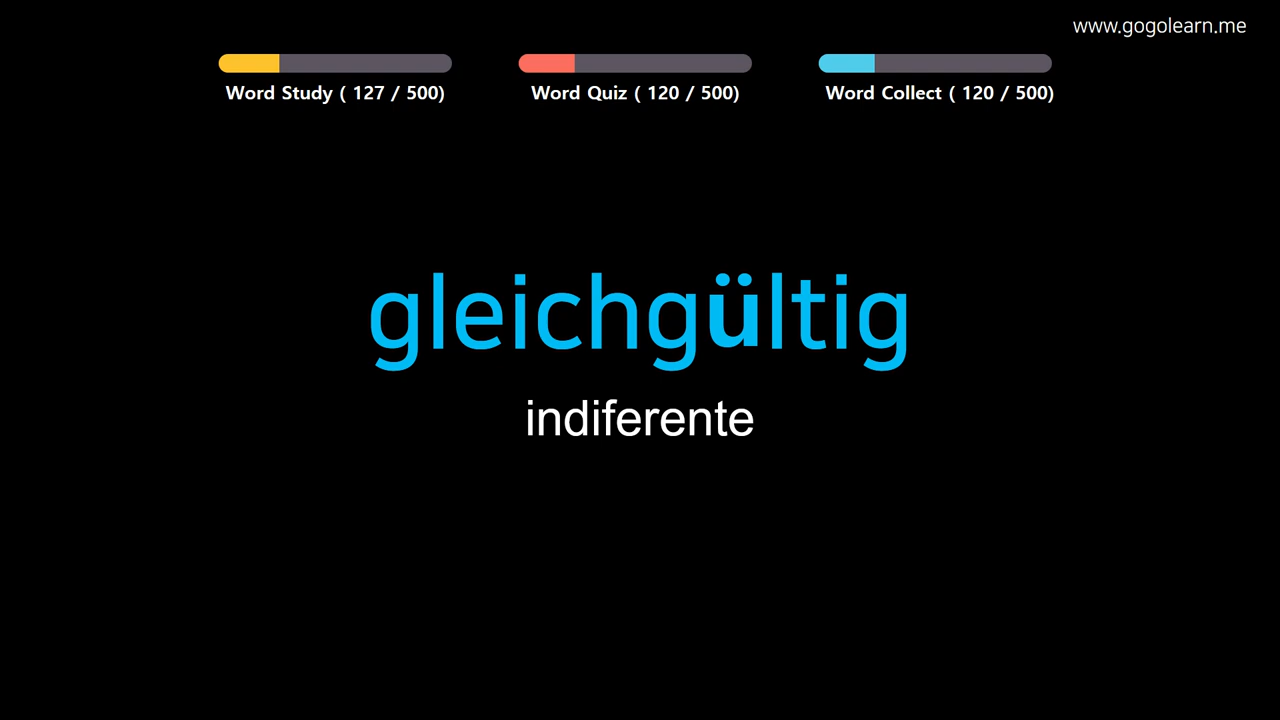 www.gogolearn.me
Word Study ( 127 / 500)
Word Quiz ( 120 / 500)
Word Collect ( 120 / 500)
gleichgültig
indiferente